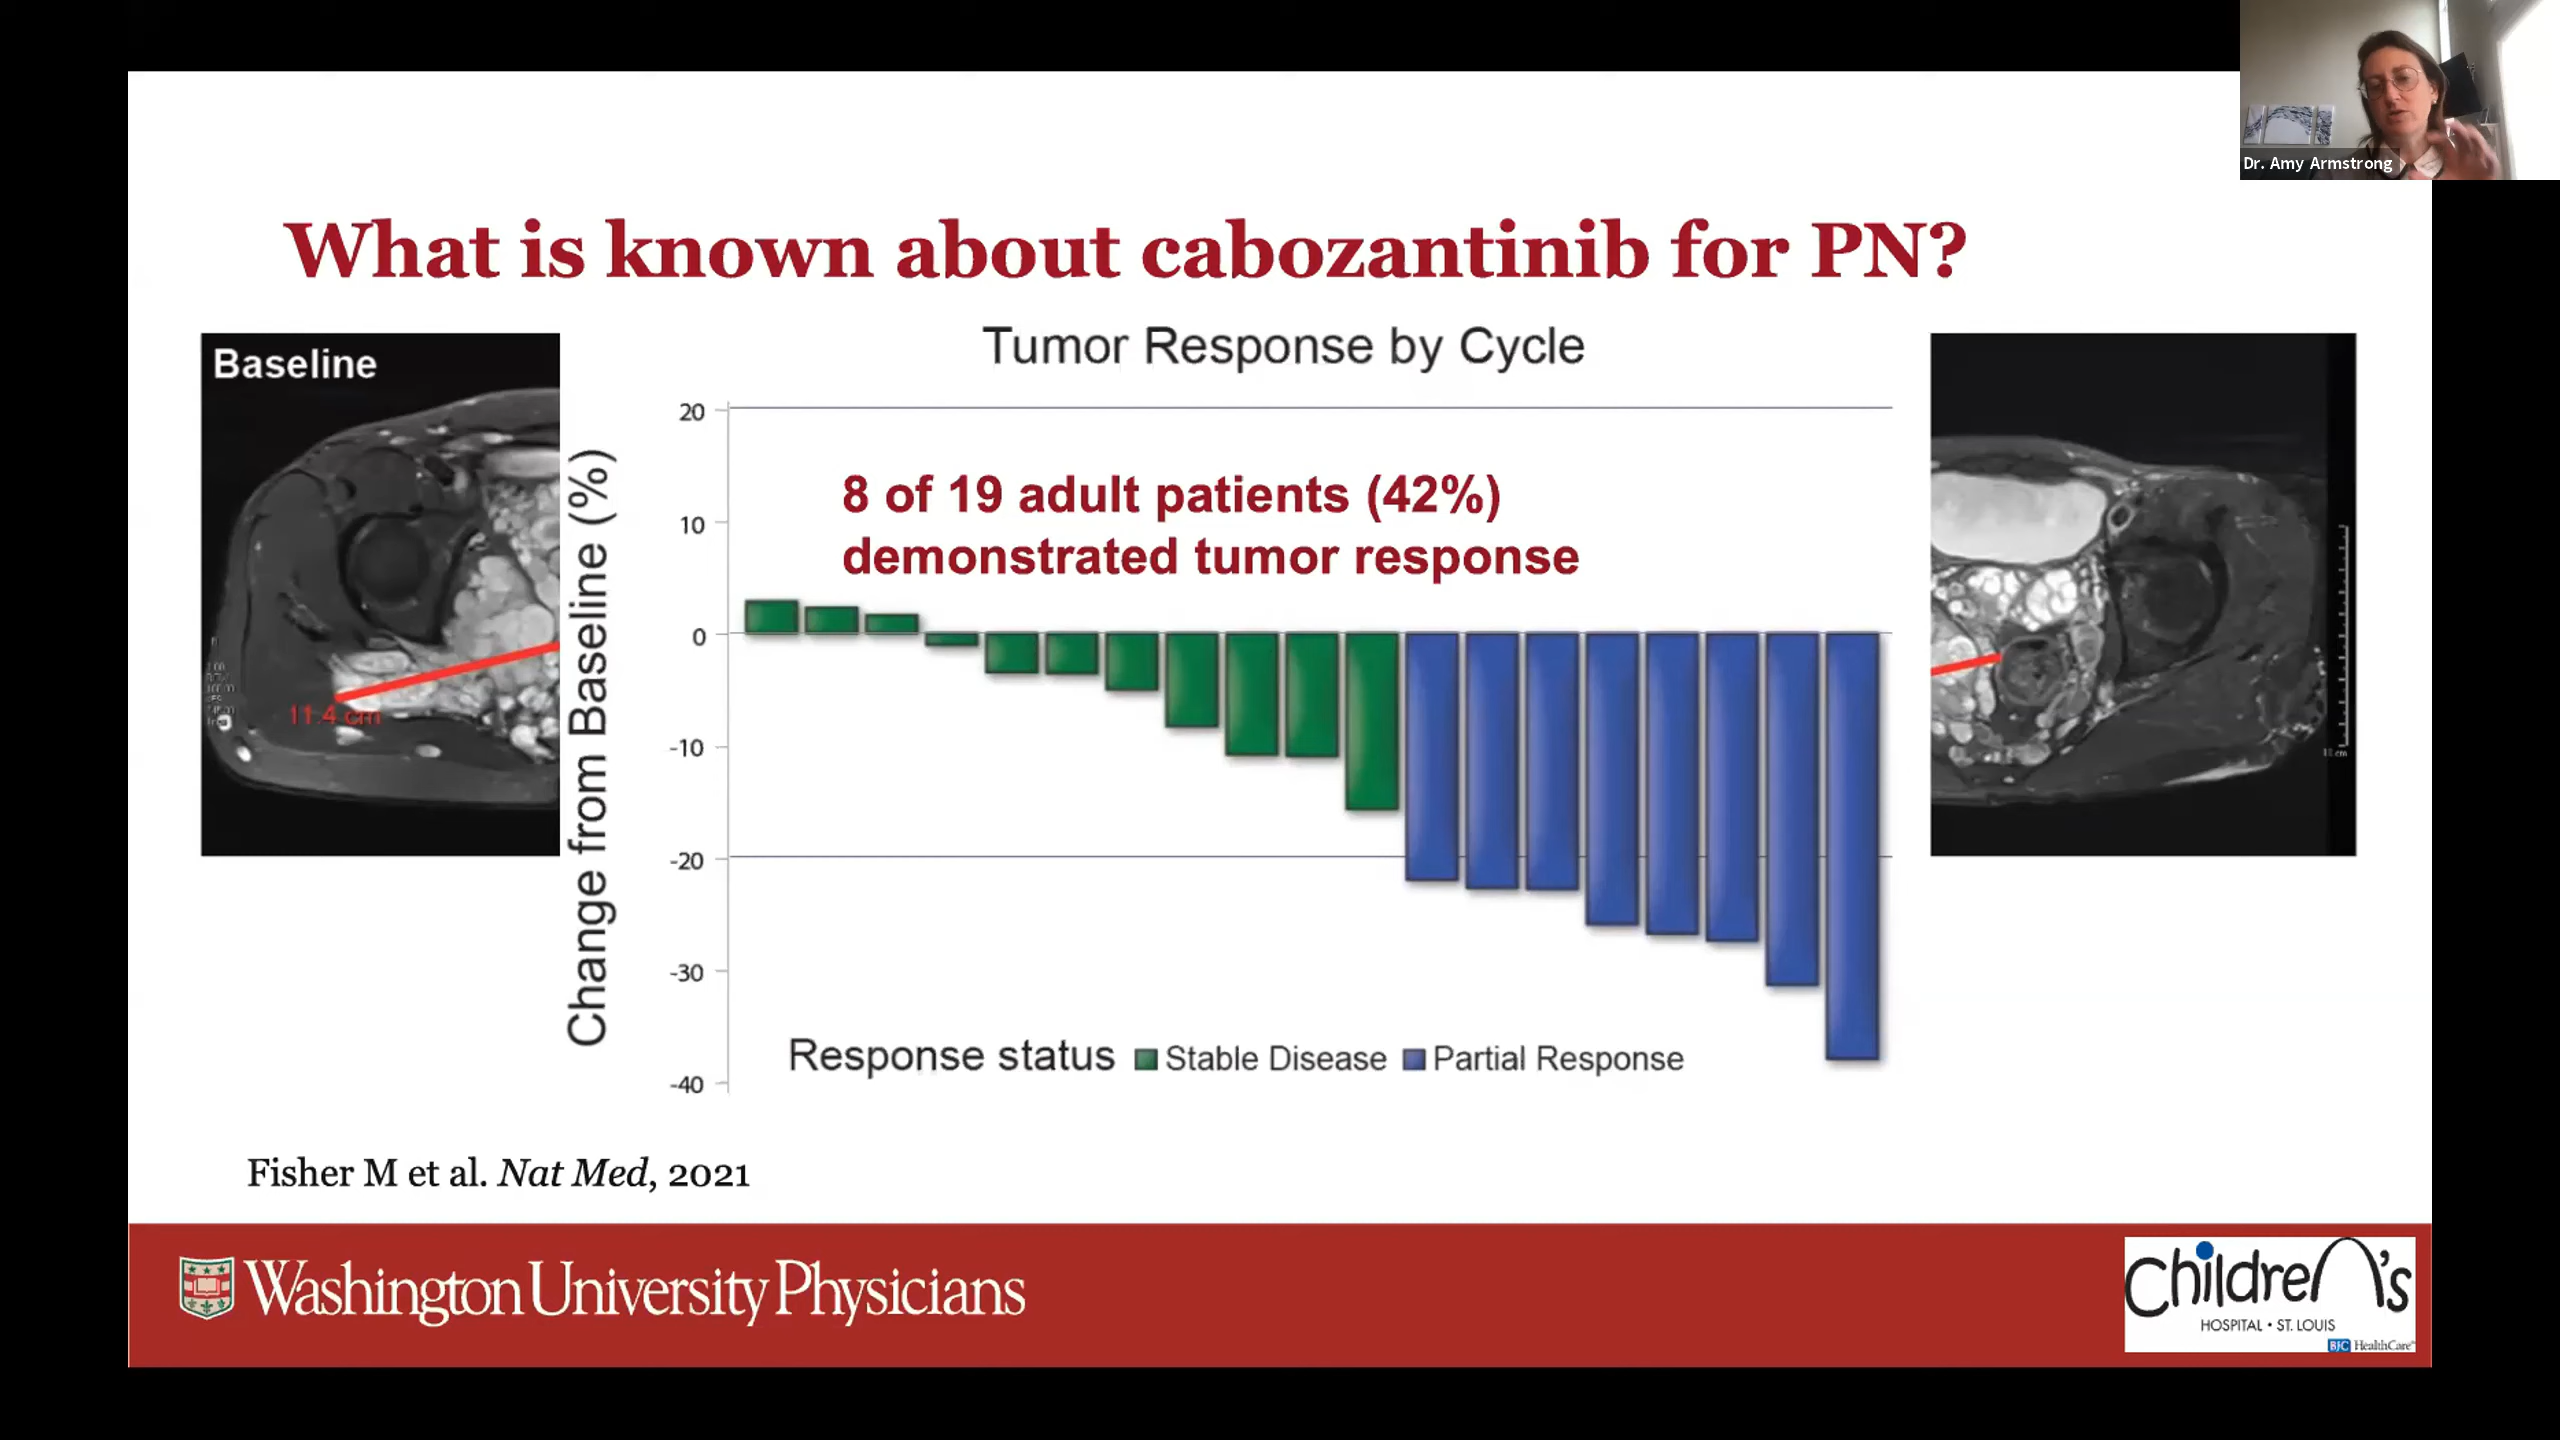 Dr. Amy Armstrong
What is known about cabozantinib for PN?
Baseline
11.4 cm
Tumor Response by Cycle
Change from Baseline (%)
20
10
0
-10
-20
-30
-40
8 of 19 adult patients (42%)
demonstrated tumor response
Response status Stable Disease Partial Response
10 cm
Fisher M et al. Nat Med, 2021
Washington University Physicians
Children's
HOSPITAL • ST. LOUIS
BJC HealthCare